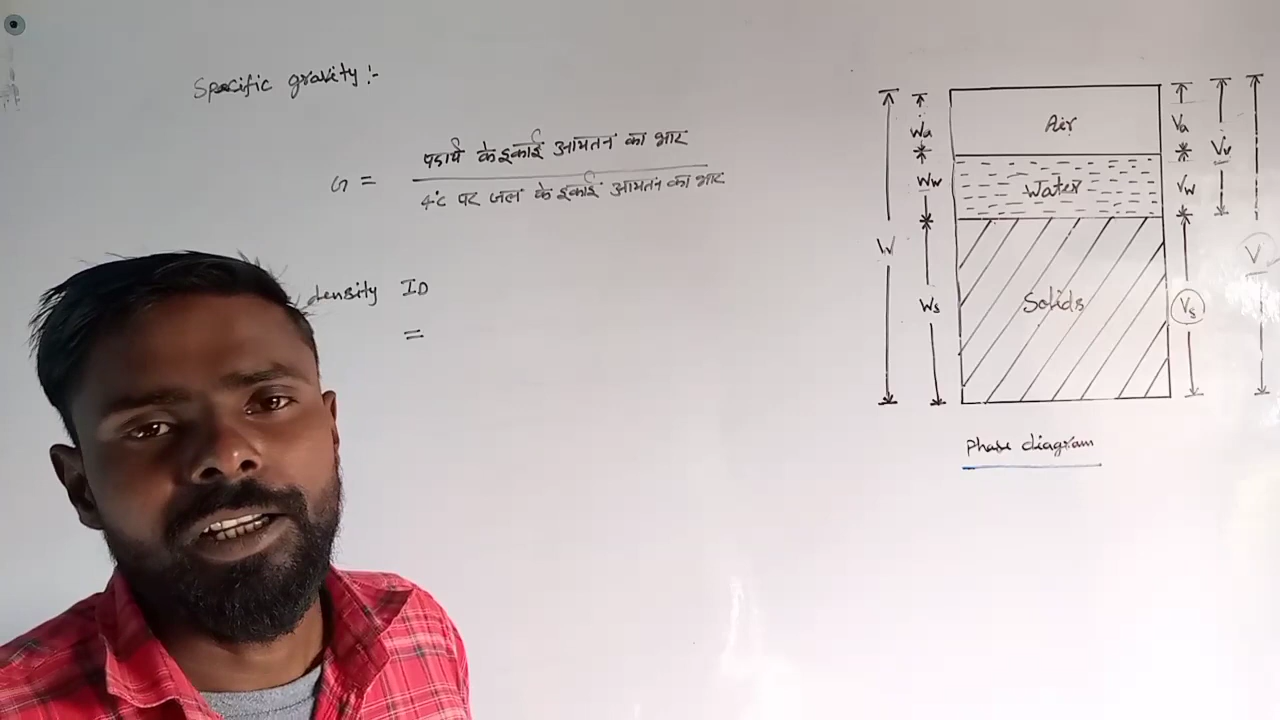 Specific gravity :-
G = पदार्थ के इकाई आयतन का भार
4°C पर जल के इकाई आयतन का भार
density ID
=
Air
Water
Solids
Wa
Ww
Ws
W
Va
Vw
Vs
Vv
V
Phase diagram